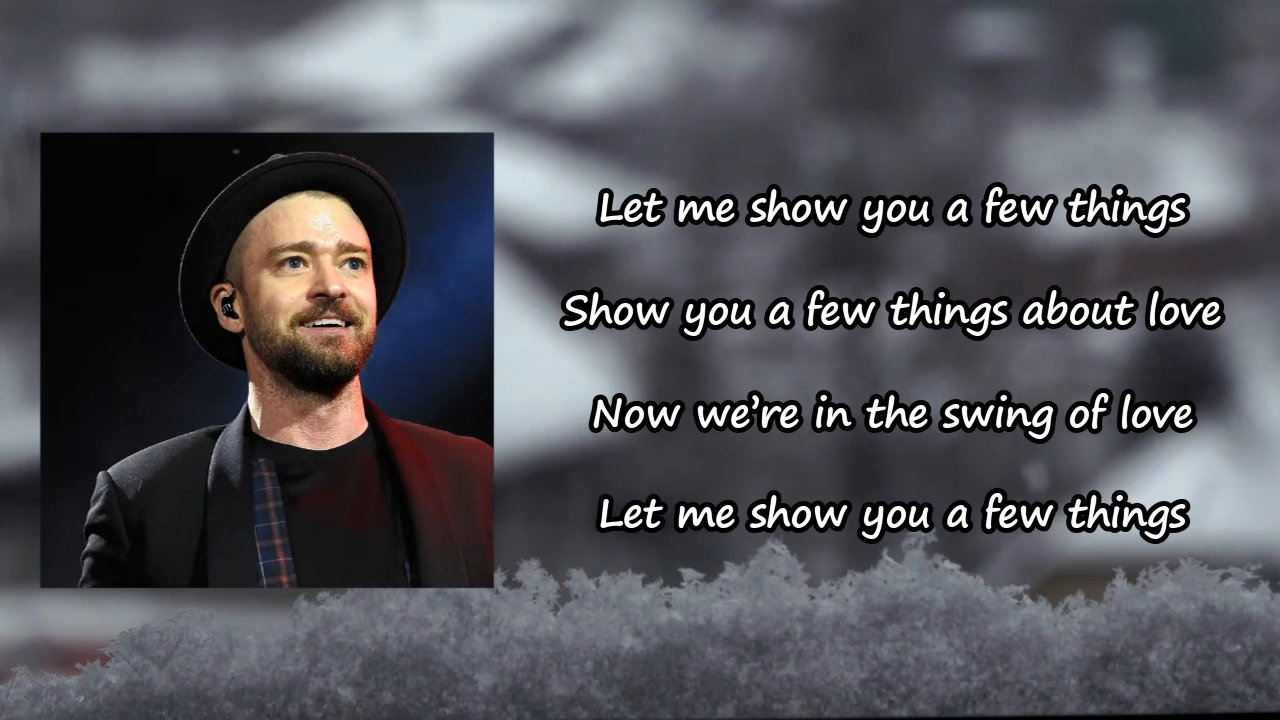 Let me show you a few things
Show you a few things about love
Now we’re in the swing of love
Let me show you a few things